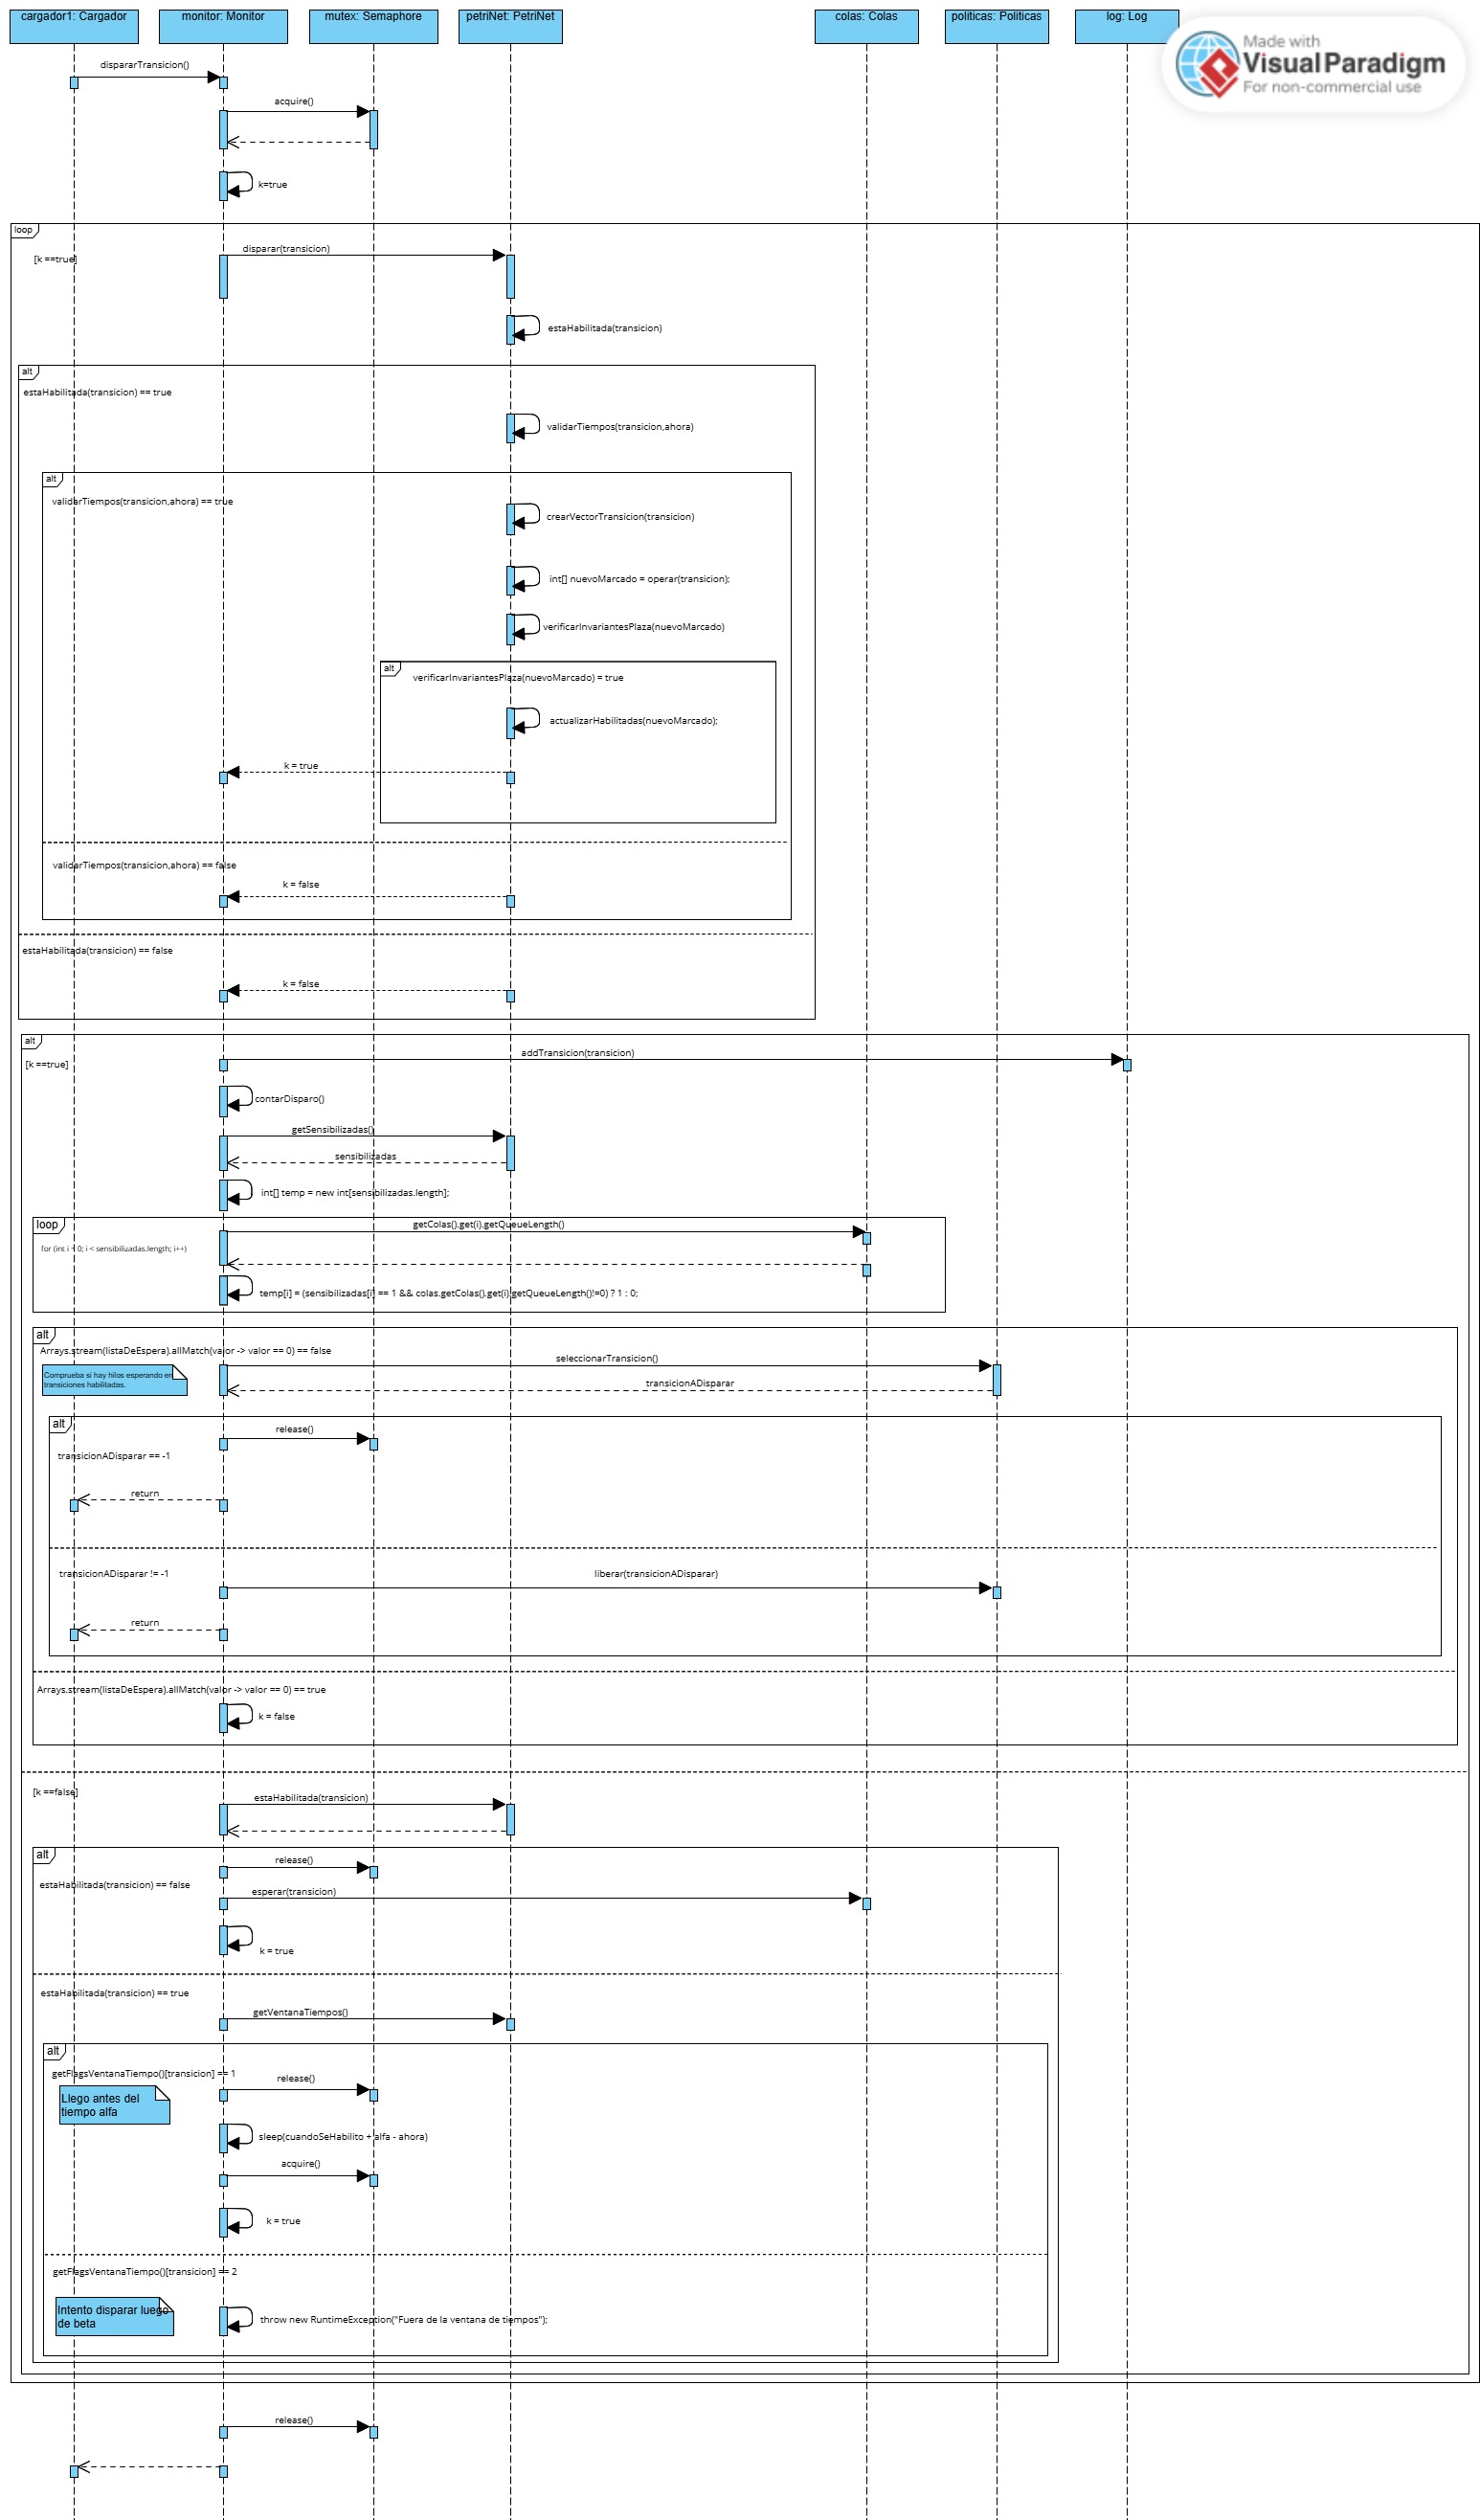 cargador1: Cargador
monitor: Monitor
mutex: Semaphore
petriNet: PetriNet
colas: Colas
politicas: Politicas
log: Log
Made with
Visual Paradigm
For non-commercial use
dispararTransicion()
acquire()
k=true
loop
disparar(transicion)
[k ==true]
estaHabilitada(transicion)
alt
estaHabilitada(transicion) == true
validarTiempos(transicion,ahora)
alt
validarTiempos(transicion,ahora) == true
crearVectorTransicion(transicion)
int[] nuevoMarcado = operar(transicion);
verificarInvariantesPlaza(nuevoMarcado)
alt
verificarInvariantesPlaza(nuevoMarcado) = true
actualizarHabilitadas(nuevoMarcado);
k = true
validarTiempos(transicion,ahora) == false
k = false
estaHabilitada(transicion) == false
k = false
alt
addTransicion(transicion)
[k ==true]
contarDisparo()
getSensibilizadas()
sensibilizadas
int[] temp = new int[sensibilizadas.length];
loop
getColas().get(i).getQueueLength()
for (int i = 0; i < sensibilizadas.length; i++)
temp[i] = (sensibilizadas[i] == 1 && colas.getColas().get(i).getQueueLength()!=0) ? 1 : 0;
alt
Arrays.stream(listaDeEspera).allMatch(valor -> valor == 0) == false
seleccionarTransicion()
Comprueba si hay hilos esperando en
transiciones habilitadas.
transicionADisparar
alt
release()
transicionADisparar == -1
return
transicionADisparar != -1
liberar(transicionADisparar)
return
Arrays.stream(listaDeEspera).allMatch(valor -> valor == 0) == true
k = false
[k ==false]
estaHabilitada(transicion)
alt
release()
estaHabilitada(transicion) == false
esperar(transicion)
k = true
estaHabilitada(transicion) == true
getVentanaTiempos()
alt
getFlagsVentanaTiempo()[transicion] == 1
release()
Llego antes del
tiempo alfa
sleep(cuandoSeHabilito + alfa - ahora)
acquire()
k = true
getFlagsVentanaTiempo()[transicion] == 2
Intento disparar luego
de beta
throw new RuntimeException("Fuera de la ventana de tiempos");
release()